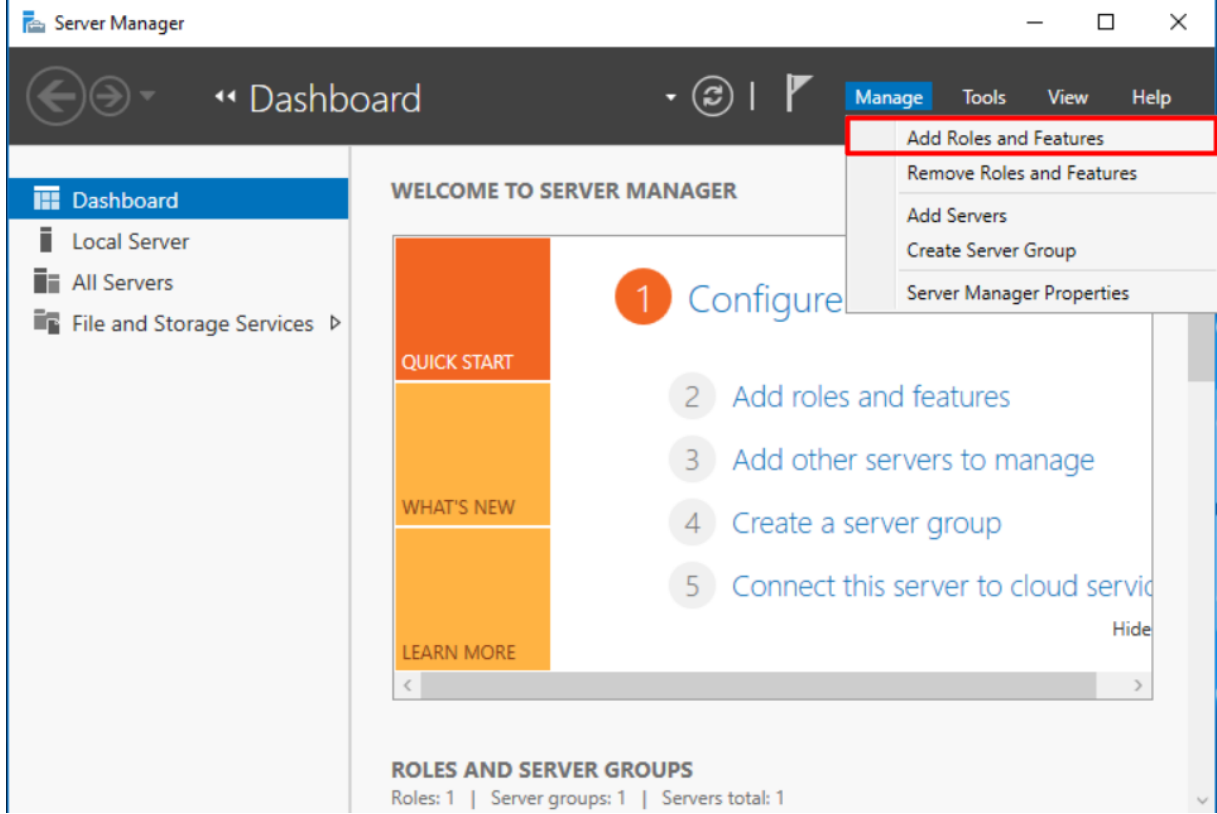 Server Manager
Dashboard
Manage Tools View Help
Add Roles and Features
Remove Roles and Features
Add Servers
Create Server Group
Server Manager Properties
Dashboard
Local Server
All Servers
File and Storage Services
WELCOME TO SERVER MANAGER
QUICK START
WHAT'S NEW
LEARN MORE
1 Configure
2 Add roles and features
3 Add other servers to manage
4 Create a server group
5 Connect this server to cloud servic
Hide
ROLES AND SERVER GROUPS
Roles: 1 | Server groups: 1 | Servers total: 1